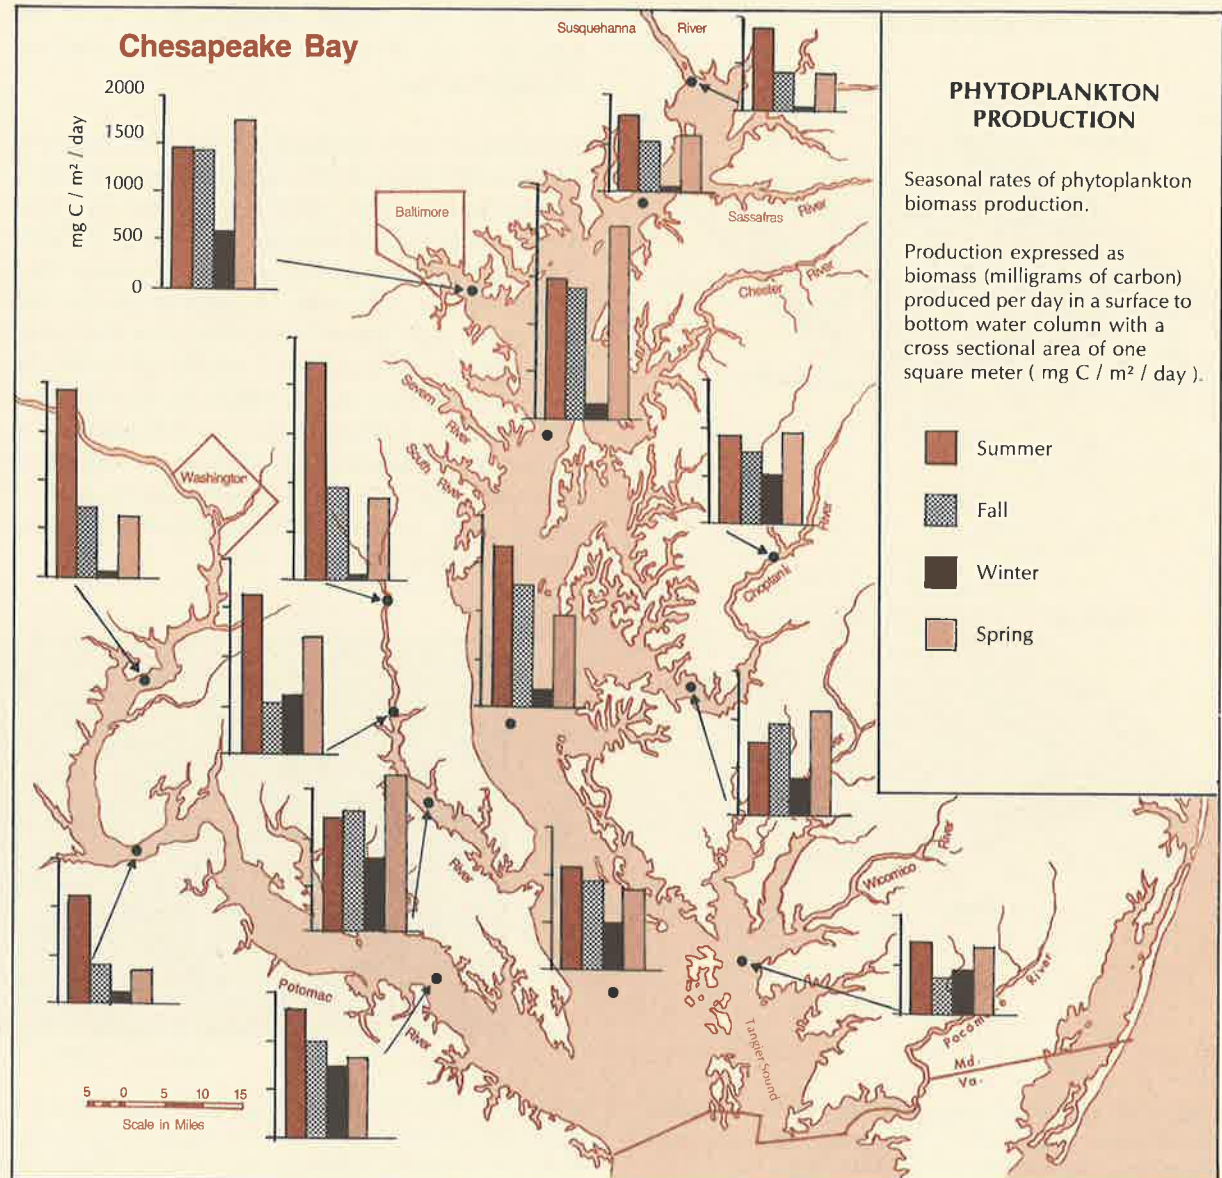 Chesapeake Bay
Susquehanna River
2000
1500
1000
500
0
mg C / m² / day
PHYTOPLANKTON
PRODUCTION
Seasonal rates of phytoplankton
biomass production.
Production expressed as
biomass (milligrams of carbon)
produced per day in a surface to
bottom water column with a
cross sectional area of one
square meter ( mg C / m² / day ).
Summer
Fall
Winter
Spring
Baltimore
Sassafras River
Chester River
Severn
River
South
River
Washington
Choptank River
River
Wicomico River
Potomac
River
Tangier Sound
River
Md.
Va.
5 0 5 10 15
Scale in Miles